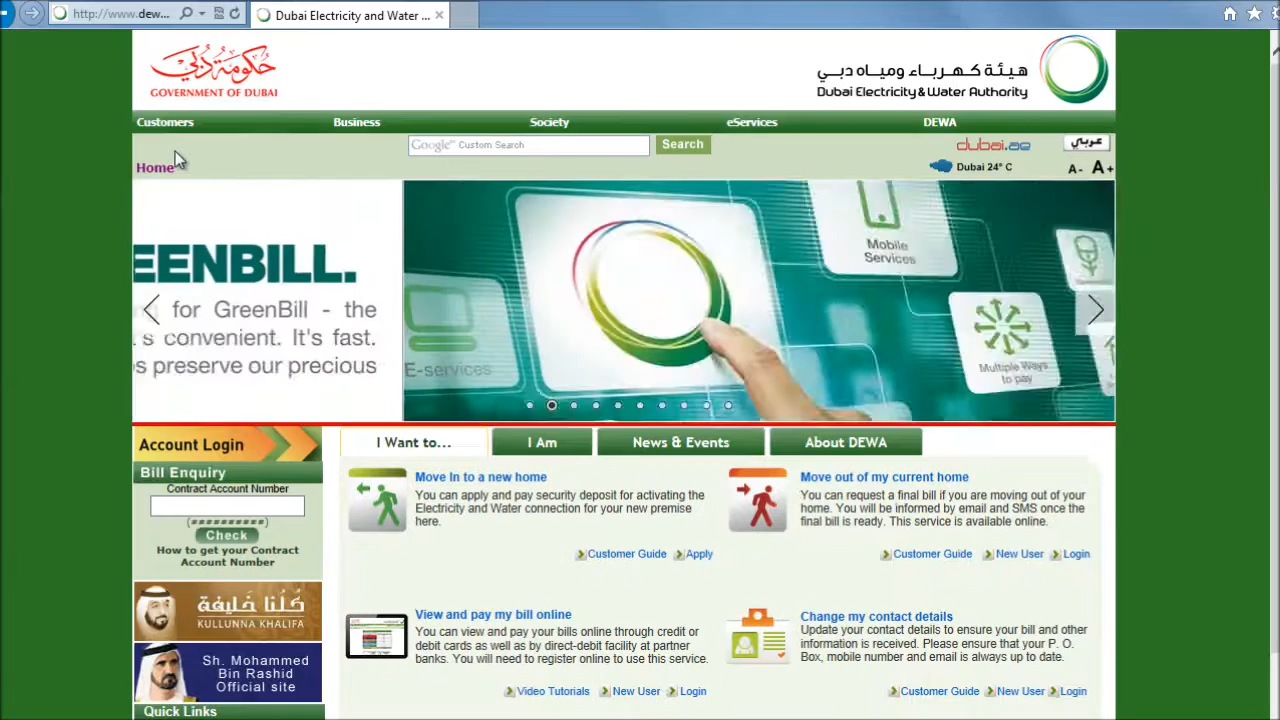 http://www.dew...
Dubai Electricity and Water ...
حكومة دبي
GOVERNMENT OF DUBAI
هيئة كهرباء ومياه دبي
Dubai Electricity & Water Authority
Customers
Business
Society
eServices
DEWA
Google™ Custom Search
Search
dubai.ae
عربي
Home
Dubai 24° C
A-
A+
EENBILL.
for GreenBill - the
s convenient. It's fast.
s preserve our precious
E-services
Mobile
Services
Multiple Ways
to pay
Account Login
Bill Enquiry
Contract Account Number
(##########)
Check
How to get your Contract
Account Number
كلنا خليفة
KULLUNNA KHALIFA
Sh. Mohammed
Bin Rashid
Official site
Quick Links
I Want to...
I Am
News & Events
About DEWA
Move In to a new home
You can apply and pay security deposit for activating the
Electricity and Water connection for your new premise
here.
Customer Guide
Apply
Move out of my current home
You can request a final bill if you are moving out of your
home. You will be informed by email and SMS once the
final bill is ready. This service is available online.
Customer Guide
New User
Login
View and pay my bill online
You can view and pay your bills online through credit or
debit cards as well as by direct-debit facility at partner
banks. You will need to register online to use this service.
Video Tutorials
New User
Login
Change my contact details
Update your contact details to ensure your bill and other
information is received. Please ensure that your P. O.
Box, mobile number and email is always up to date.
Customer Guide
New User
Login